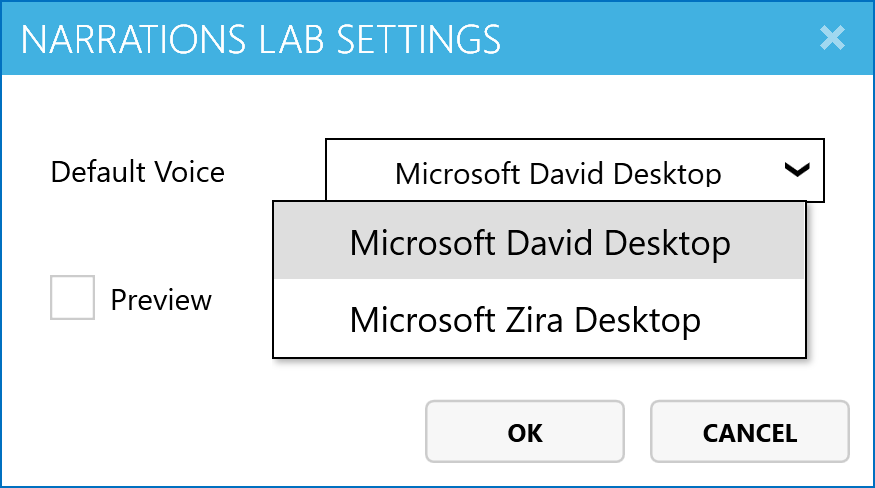 NARRATIONS LAB SETTINGS
Default Voice
Microsoft David Desktop
Microsoft David Desktop
Microsoft Zira Desktop
Preview
OK
CANCEL